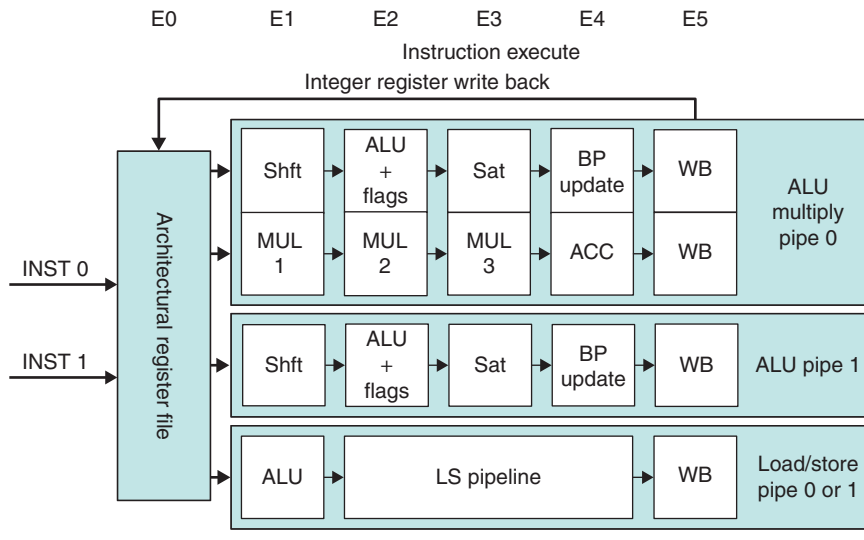 E0 E1 E2 E3 E4 E5
Instruction execute
Integer register write back
Architectural register file
INST 0
INST 1
Shft
ALU
+
flags
Sat
BP
update
WB
MUL
1
MUL
2
MUL
3
ACC
WB
ALU
multiply
pipe 0
Shft
ALU
+
flags
Sat
BP
update
WB
ALU pipe 1
ALU
LS pipeline
WB
Load/store
pipe 0 or 1